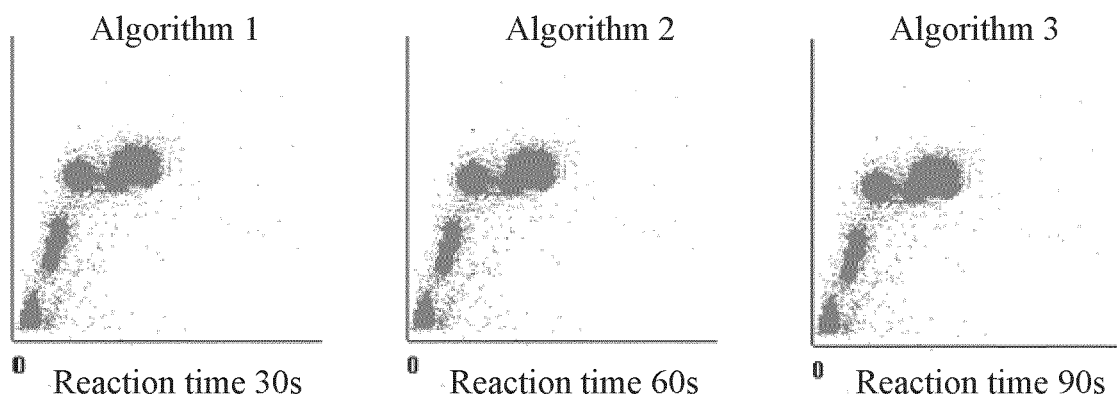 Algorithm 1
Algorithm 2
Algorithm 3
0
0
0
Reaction time 30s
Reaction time 60s
Reaction time 90s